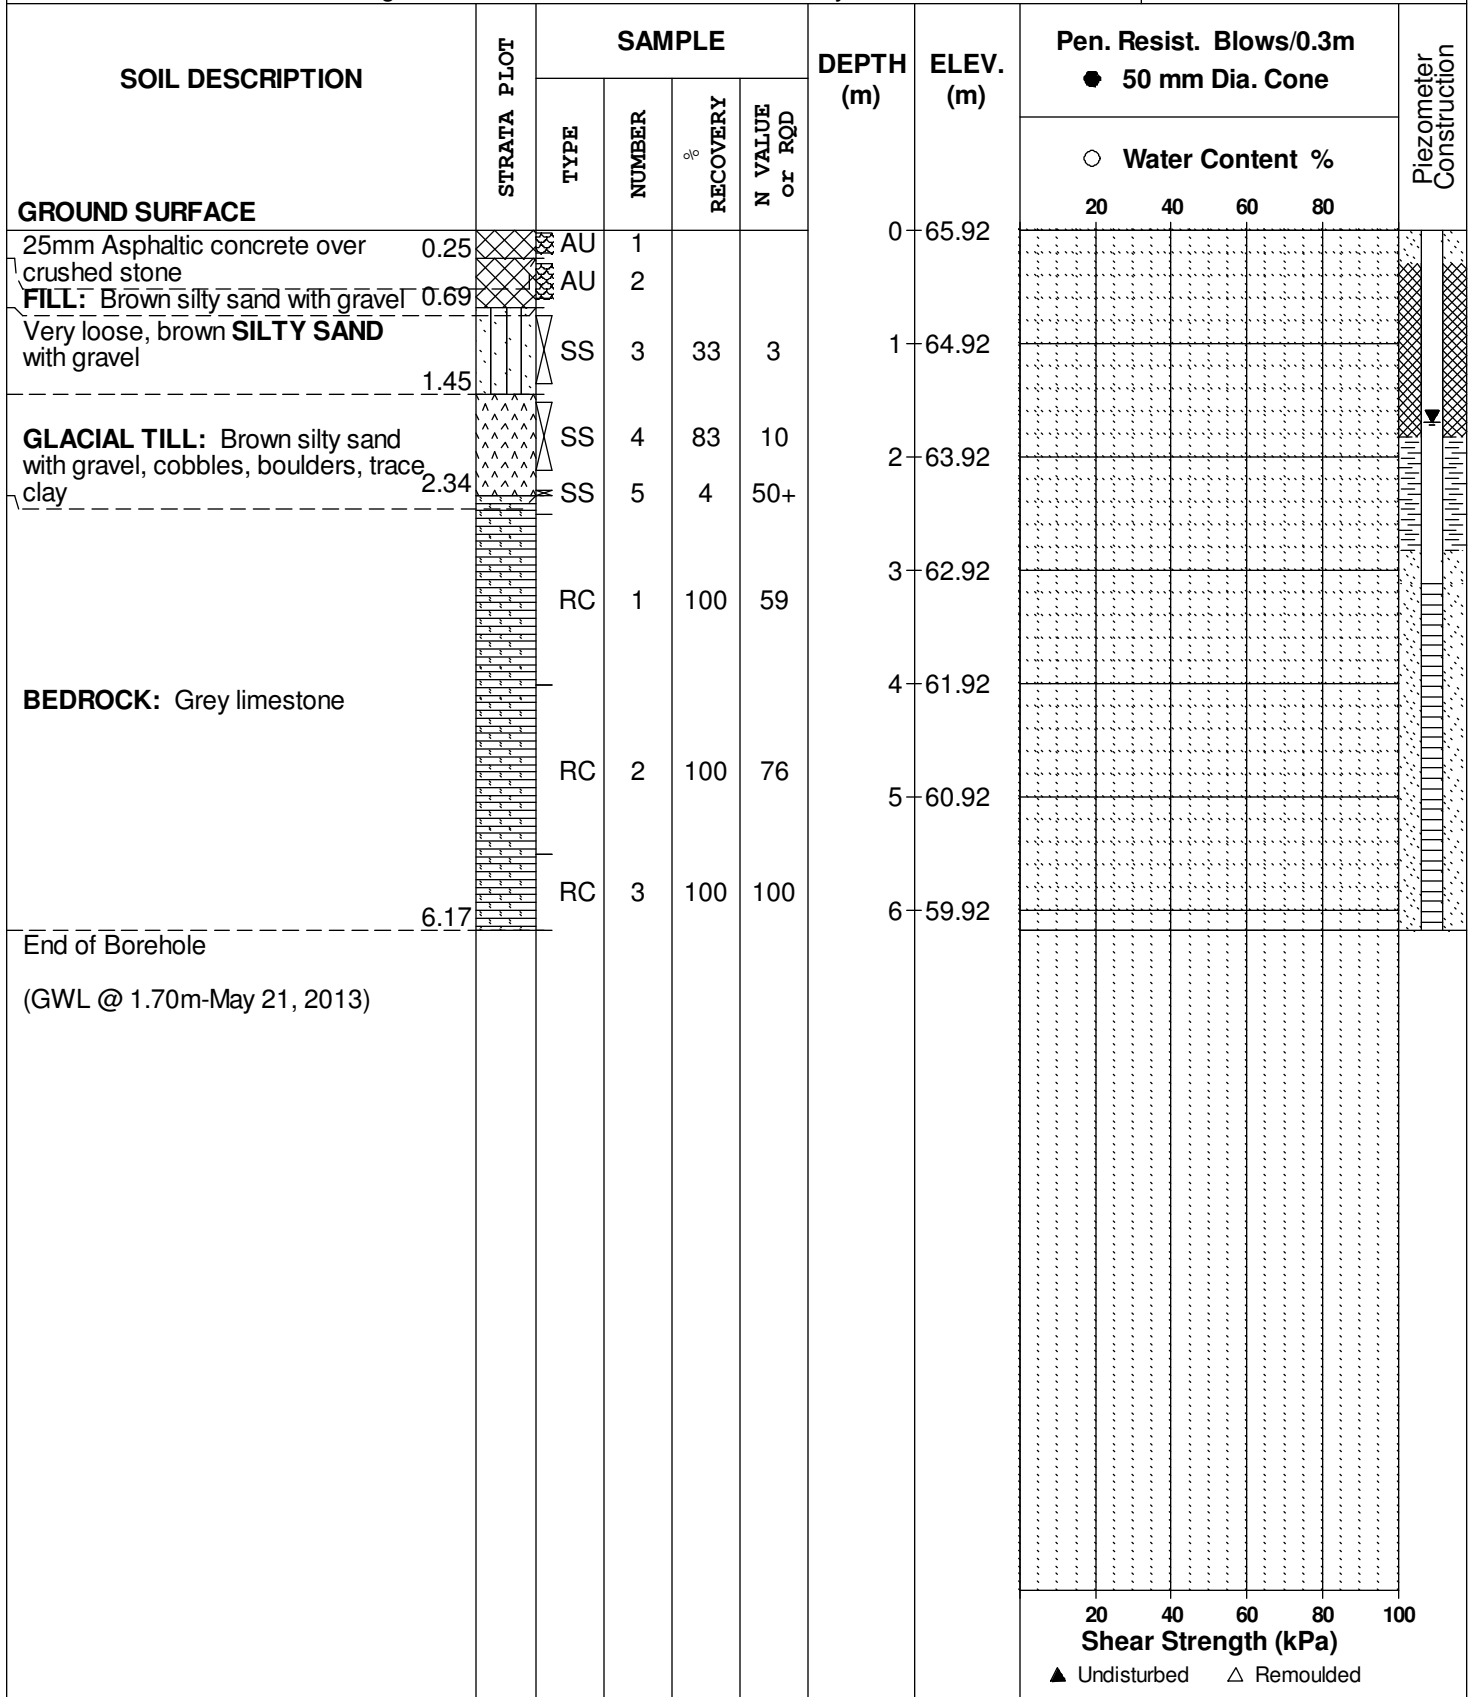 SOIL DESCRIPTION
STRATA PLOT
SAMPLE
TYPE
NUMBER
%
RECOVERY
N VALUE
or RQD
DEPTH
(m)
ELEV.
(m)
Pen. Resist. Blows/0.3m
● 50 mm Dia. Cone
○ Water Content %
20 40 60 80
Piezometer
Construction
GROUND SURFACE
0 65.92
25mm Asphaltic concrete over 0.25
crushed stone
AU 1
AU 2
FILL: Brown silty sand with gravel 0.69
Very loose, brown SILTY SAND
with gravel
1.45
SS 3 33 3
1 64.92
GLACIAL TILL: Brown silty sand
with gravel, cobbles, boulders, trace
clay 2.34
SS 4 83 10
2 63.92
SS 5 4 50+
3 62.92
RC 1 100 59
4 61.92
BEDROCK: Grey limestone
RC 2 100 76
5 60.92
RC 3 100 100
6.17
6 59.92
End of Borehole
(GWL @ 1.70m-May 21, 2013)
20 40 60 80 100
Shear Strength (kPa)
▲ Undisturbed △ Remoulded